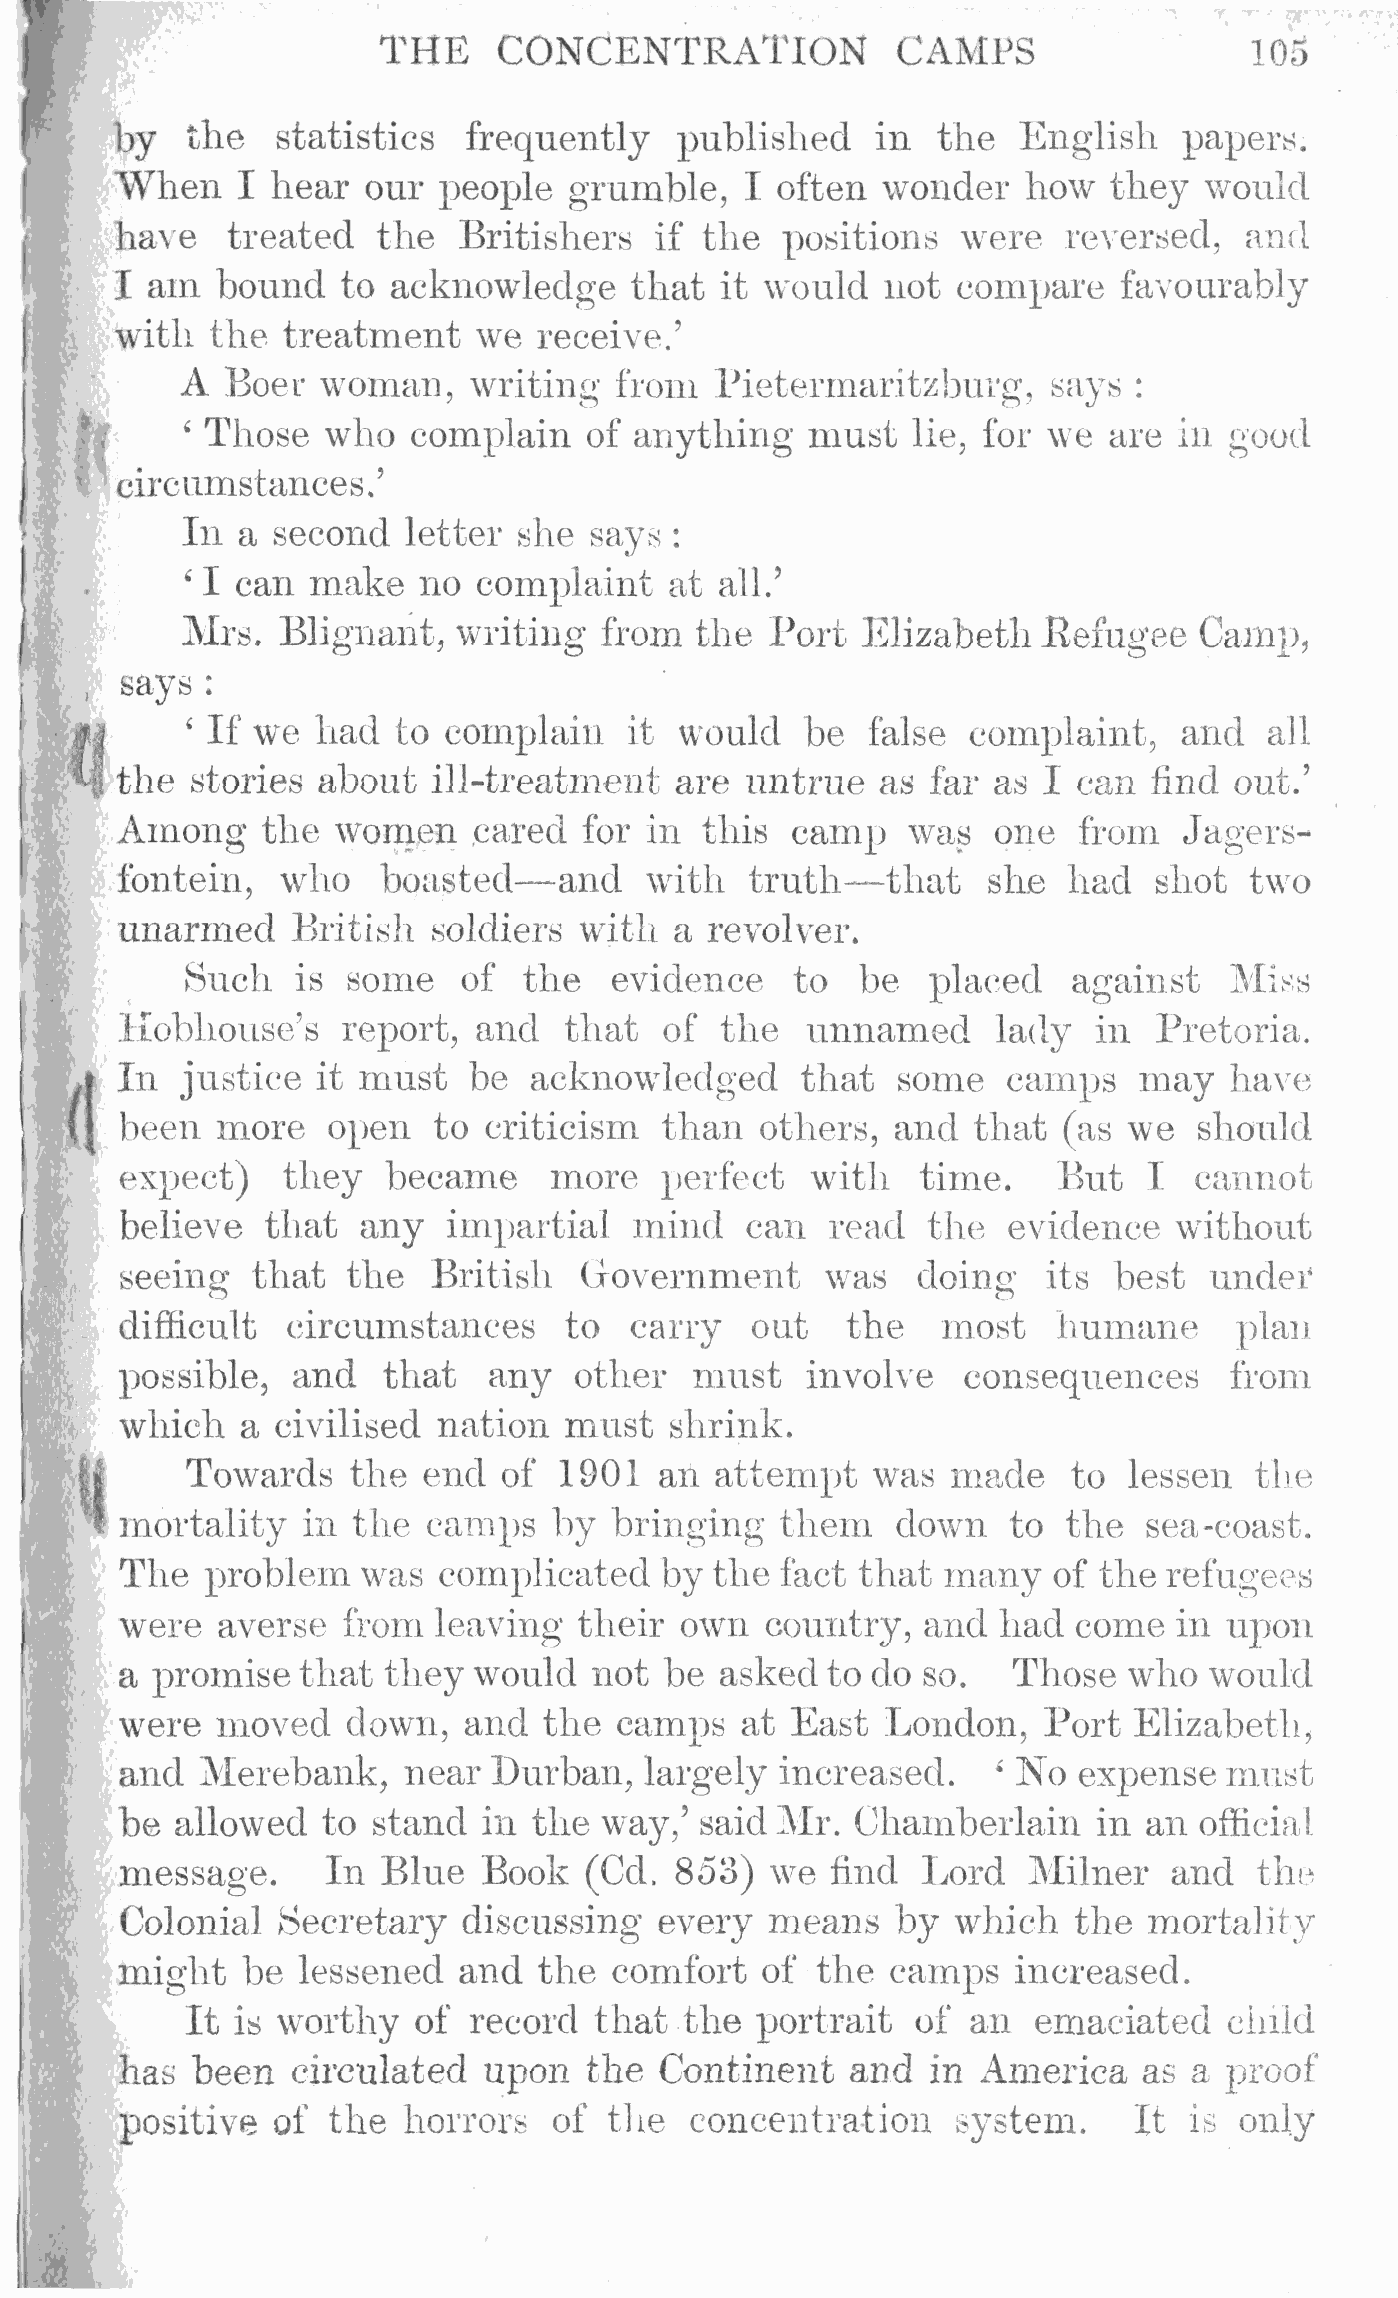 THE CONCENTRATION CAMPS 105
by the statistics frequently published in the English papers.
When I hear our people grumble, I often wonder how they would
have treated the Britishers if the positions were reversed, and
I am bound to acknowledge that it would not compare favourably
with the treatment we receive.’
A Boer woman, writing from Pietermaritzburg, says :
‘ Those who complain of anything must lie, for we are in good
circumstances.’
In a second letter she says :
‘ I can make no complaint at all.’
Mrs. Blignant, writing from the Port Elizabeth Refugee Camp,
says :
‘ If we had to complain it would be false complaint, and all
the stories about ill-treatment are untrue as far as I can find out.’
Among the women cared for in this camp was one from Jagers-
fontein, who boasted—and with truth—that she had shot two
unarmed British soldiers with a revolver.
Such is some of the evidence to be placed against Miss
Hobhouse’s report, and that of the unnamed lady in Pretoria.
In justice it must be acknowledged that some camps may have
been more open to criticism than others, and that (as we should
expect) they became more perfect with time. But I cannot
believe that any impartial mind can read the evidence without
seeing that the British Government was doing its best under
difficult circumstances to carry out the most humane plan
possible, and that any other must involve consequences from
which a civilised nation must shrink.
Towards the end of 1901 an attempt was made to lessen the
mortality in the camps by bringing them down to the sea-coast.
The problem was complicated by the fact that many of the refugees
were averse from leaving their own country, and had come in upon
a promise that they would not be asked to do so. Those who would
were moved down, and the camps at East London, Port Elizabeth,
and Merebank, near Durban, largely increased. ‘ No expense must
be allowed to stand in the way,’ said Mr. Chamberlain in an official
message. In Blue Book (Cd. 853) we find Lord Milner and the
Colonial Secretary discussing every means by which the mortality
might be lessened and the comfort of the camps increased.
It is worthy of record that the portrait of an emaciated child
has been circulated upon the Continent and in America as a proof
positive of the horrors of the concentration system. It is only